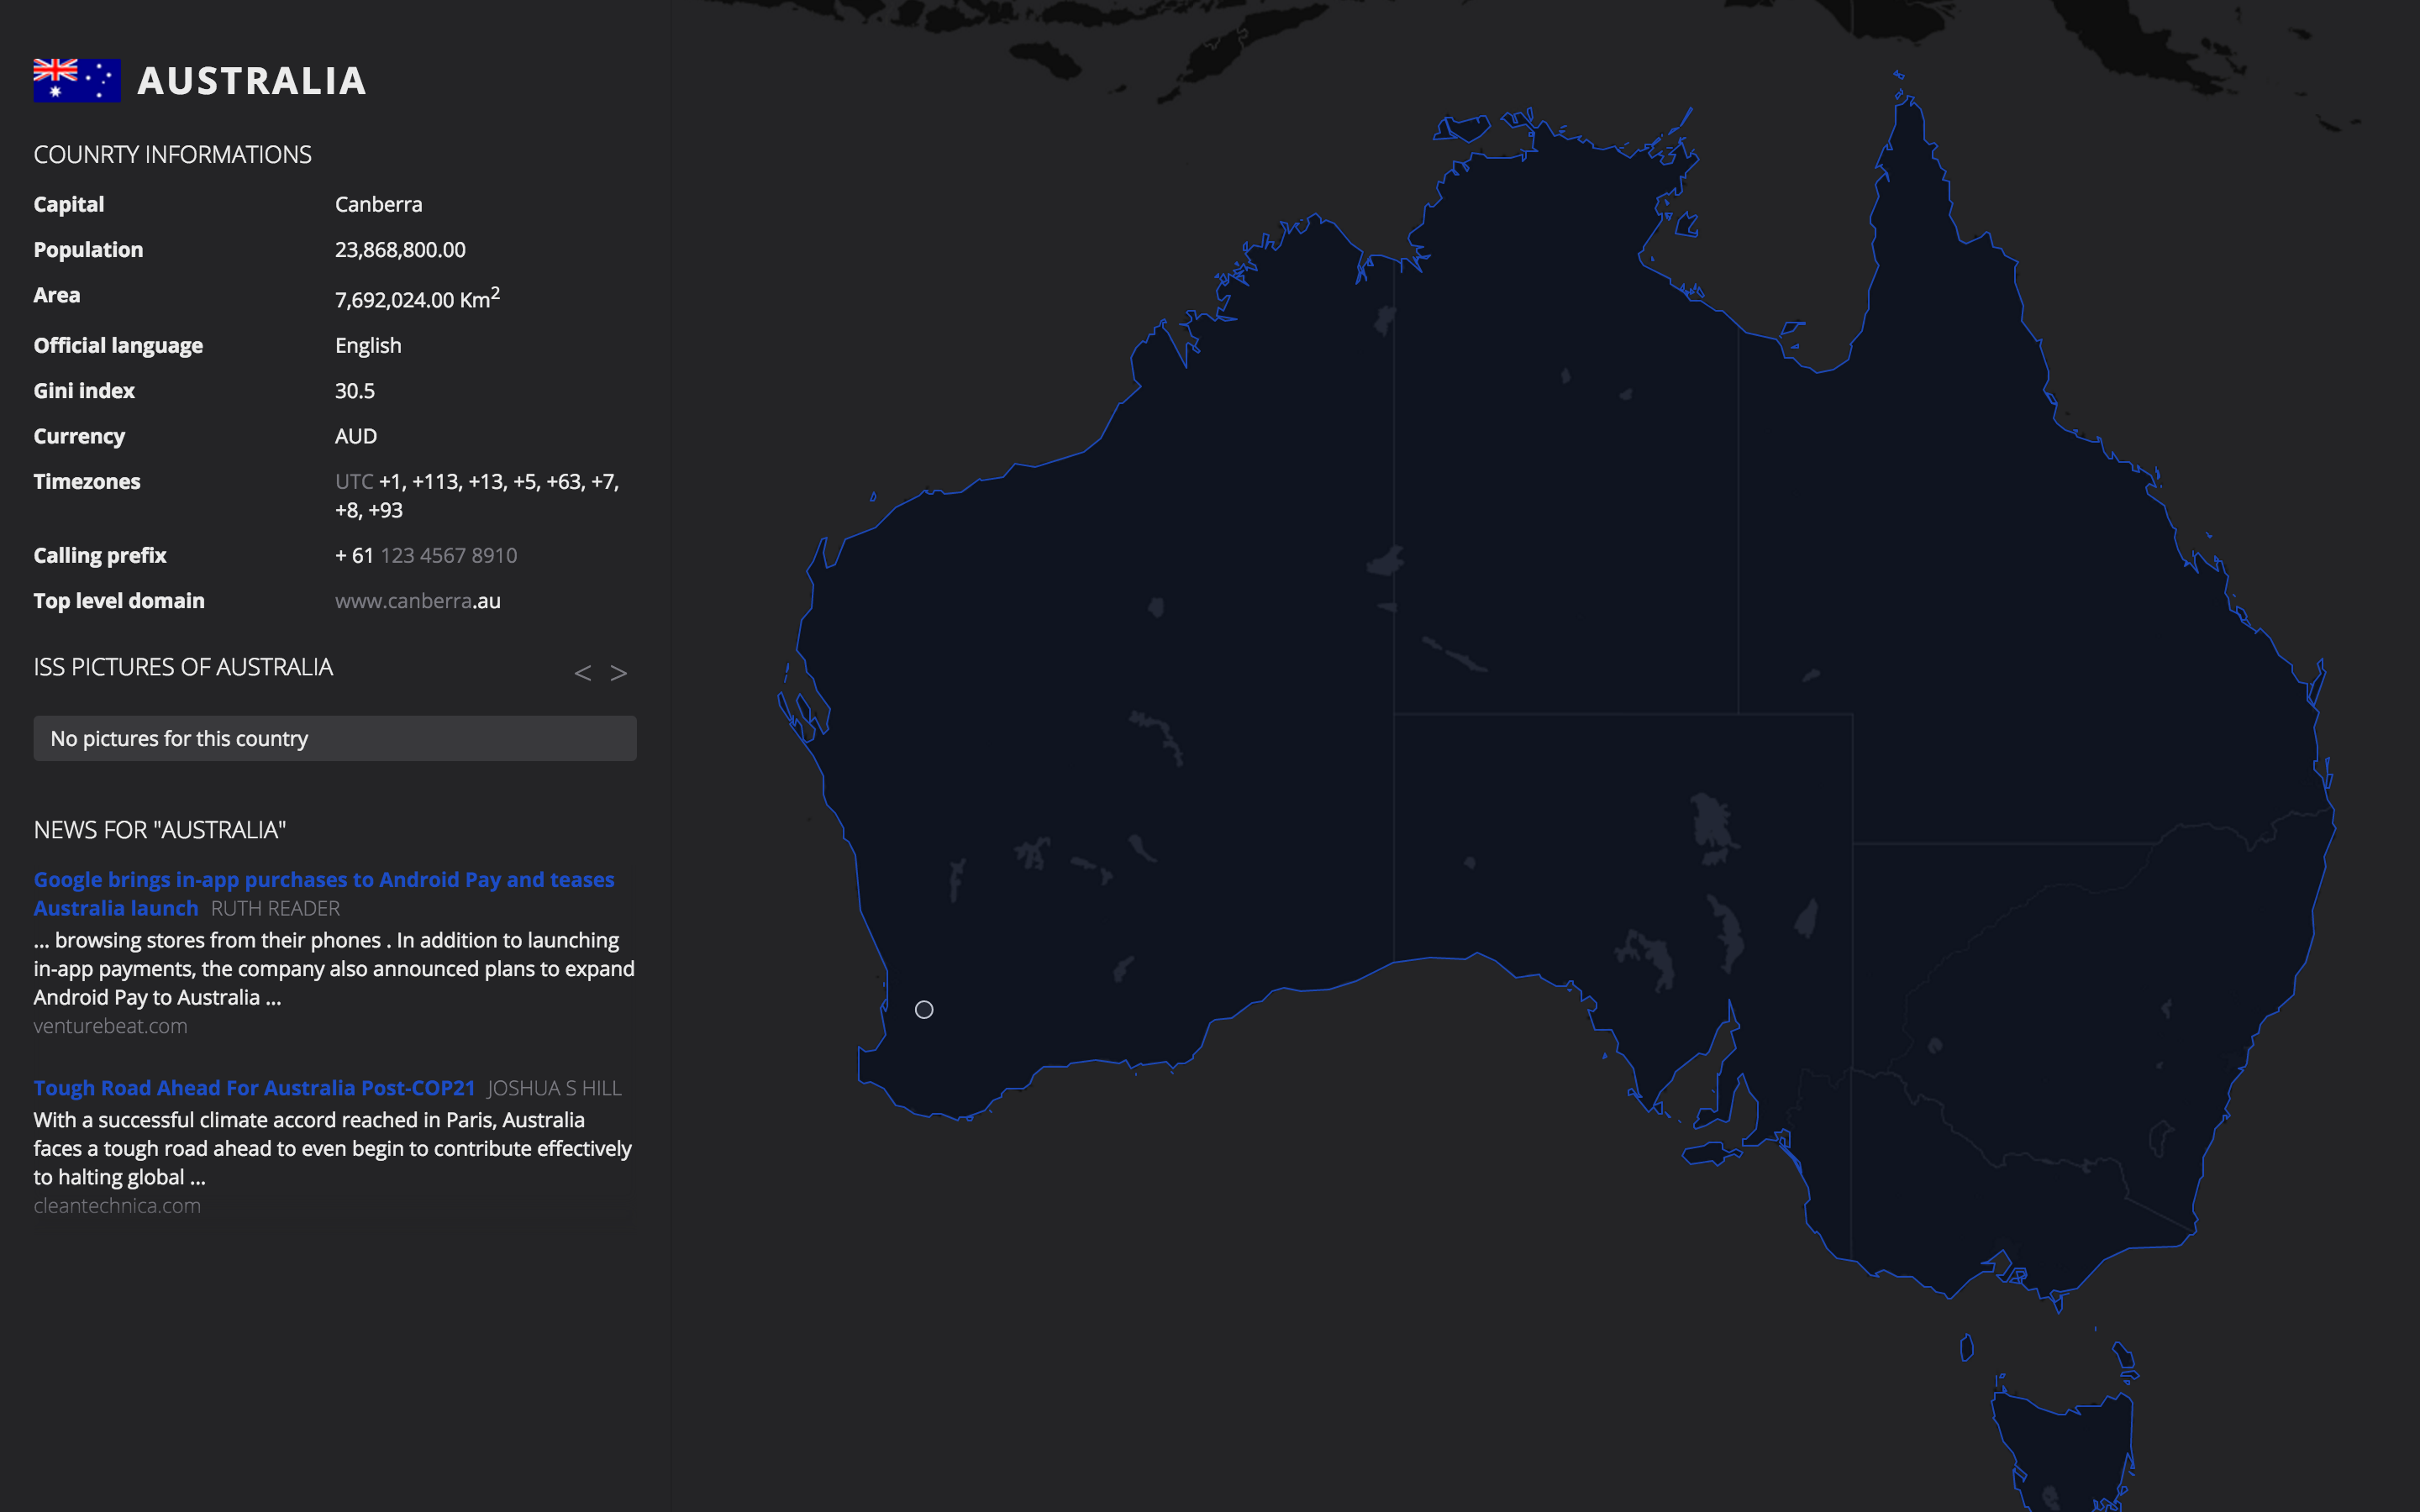 AUSTRALIA
COUNRTY INFORMATIONS
Capital Canberra
Population 23,868,800.00
Area 7,692,024.00 Km2
Official language English
Gini index 30.5
Currency AUD
Timezones UTC +1, +113, +13, +5, +63, +7,
+8, +93
Calling prefix + 61 123 4567 8910
Top level domain www.canberra.au
ISS PICTURES OF AUSTRALIA < >
No pictures for this country
NEWS FOR "AUSTRALIA"
Google brings in-app purchases to Android Pay and teases
Australia launch RUTH READER
... browsing stores from their phones . In addition to launching
in-app payments, the company also announced plans to expand
Android Pay to Australia ...
venturebeat.com
Tough Road Ahead For Australia Post-COP21 JOSHUA S HILL
With a successful climate accord reached in Paris, Australia
faces a tough road ahead to even begin to contribute effectively
to halting global ...
cleantechnica.com